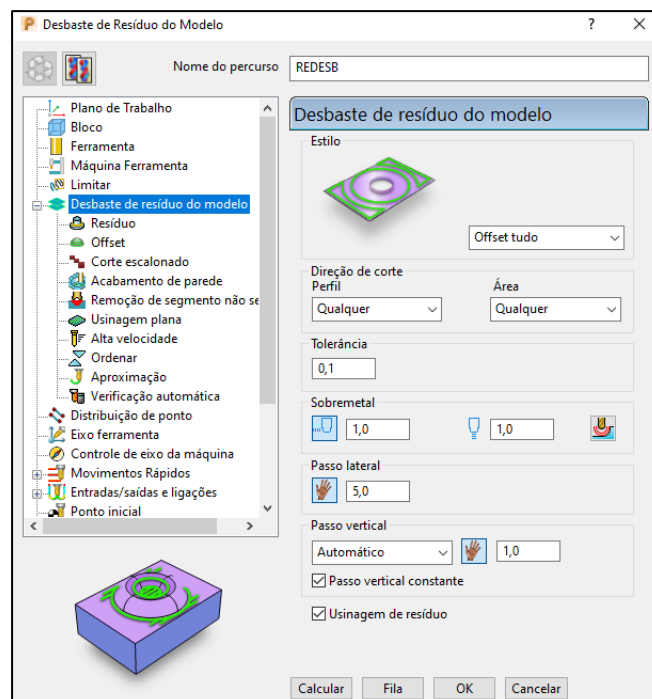 Desbaste de Resíduo do Modelo
Nome do percurso REDESB
Plano de Trabalho
Bloco
Ferramenta
Máquina Ferramenta
Limitar
Desbaste de resíduo do modelo
Resíduo
Offset
Corte escalonado
Acabamento de parede
Remoção de segmento não se
Usinagem plana
Alta velocidade
Ordenar
Aproximação
Verificação automática
Distribuição de ponto
Eixo ferramenta
Controle de eixo da máquina
Movimentos Rápidos
Entradas/saídas e ligações
Ponto inicial
Desbaste de resíduo do modelo
Estilo
Offset tudo
Direção de corte
Perfil Área
Qualquer Qualquer
Tolerância
0,1
Sobremetal
1,0 1,0
Passo lateral
5,0
Passo vertical
Automático 1,0
Passo vertical constante
Usinagem de resíduo
Calcular Fila OK Cancelar